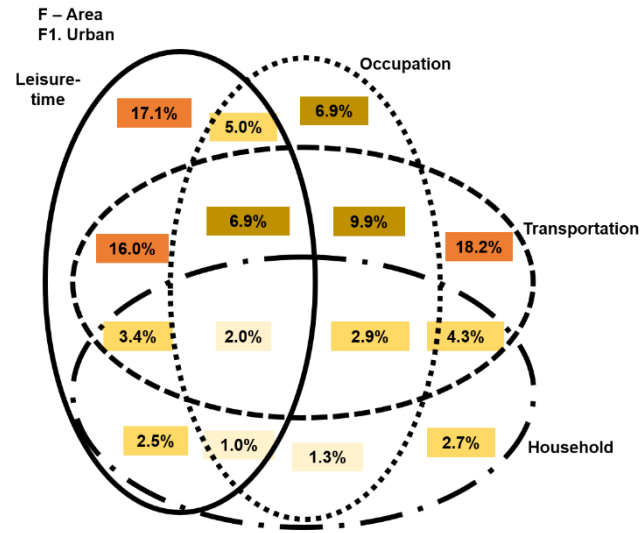 F – Area
F1. Urban
Leisure-
time
Occupation
17.1%
5.0%
6.9%
6.9%
9.9%
Transportation
16.0%
18.2%
3.4%
2.0%
2.9%
4.3%
2.5%
1.0%
1.3%
2.7%
Household